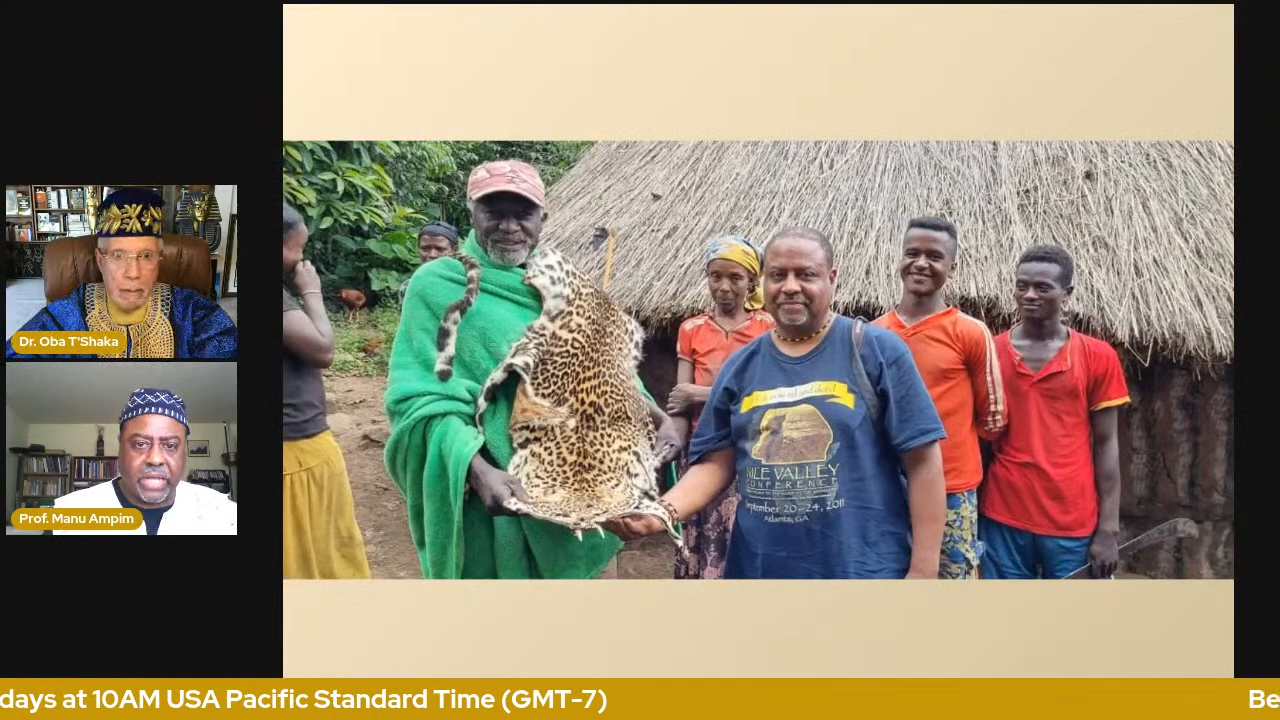 Dr. Oba T'Shaka
Prof. Manu Ampim
NILE VALLEY
CONFERENCE
September 20-24, 2011
Atlanta, GA
days at 10AM USA Pacific Standard Time (GMT-7)
Be